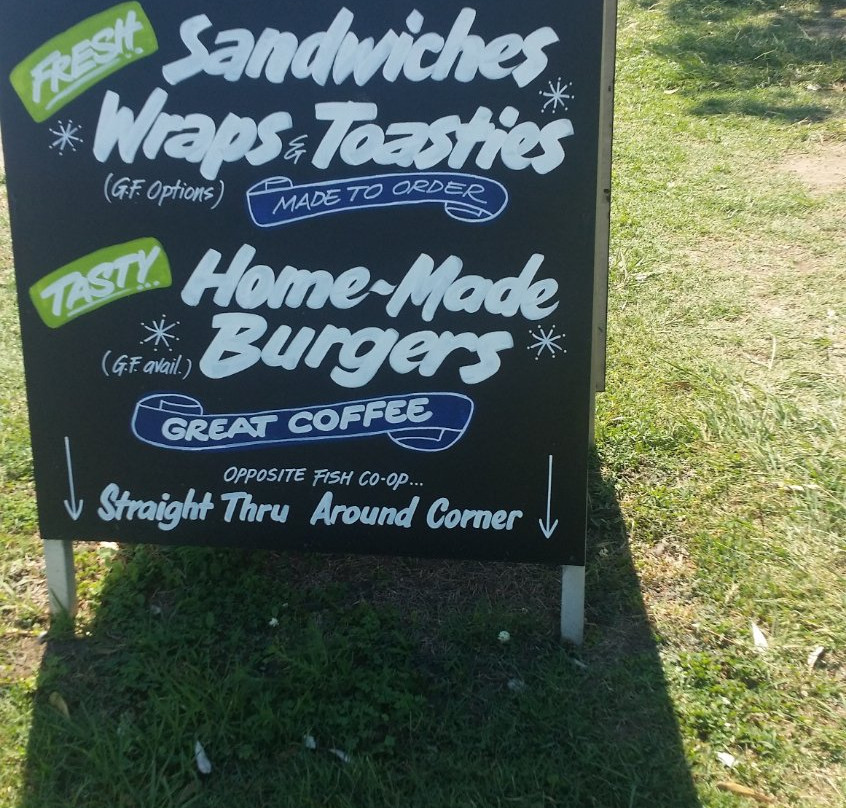 FRESH Sandwiches
Wraps & Toasties
(G.F. Options) MADE TO ORDER
TASTY... Home-Made
(G.F. avail.) Burgers
GREAT COFFEE
OPPOSITE FISH CO-OP...
Straight Thru Around Corner